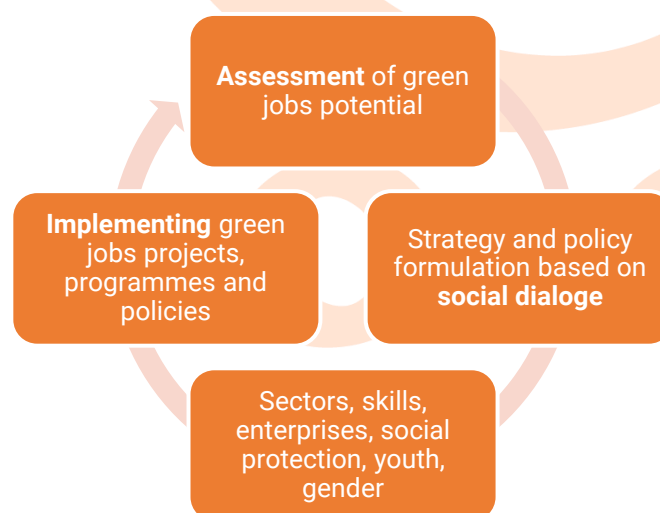 Assessment of green
jobs potential
Implementing green
jobs projects,
programmes and
policies
Strategy and policy
formulation based on
social dialoge
Sectors, skills,
enterprises, social
protection, youth,
gender